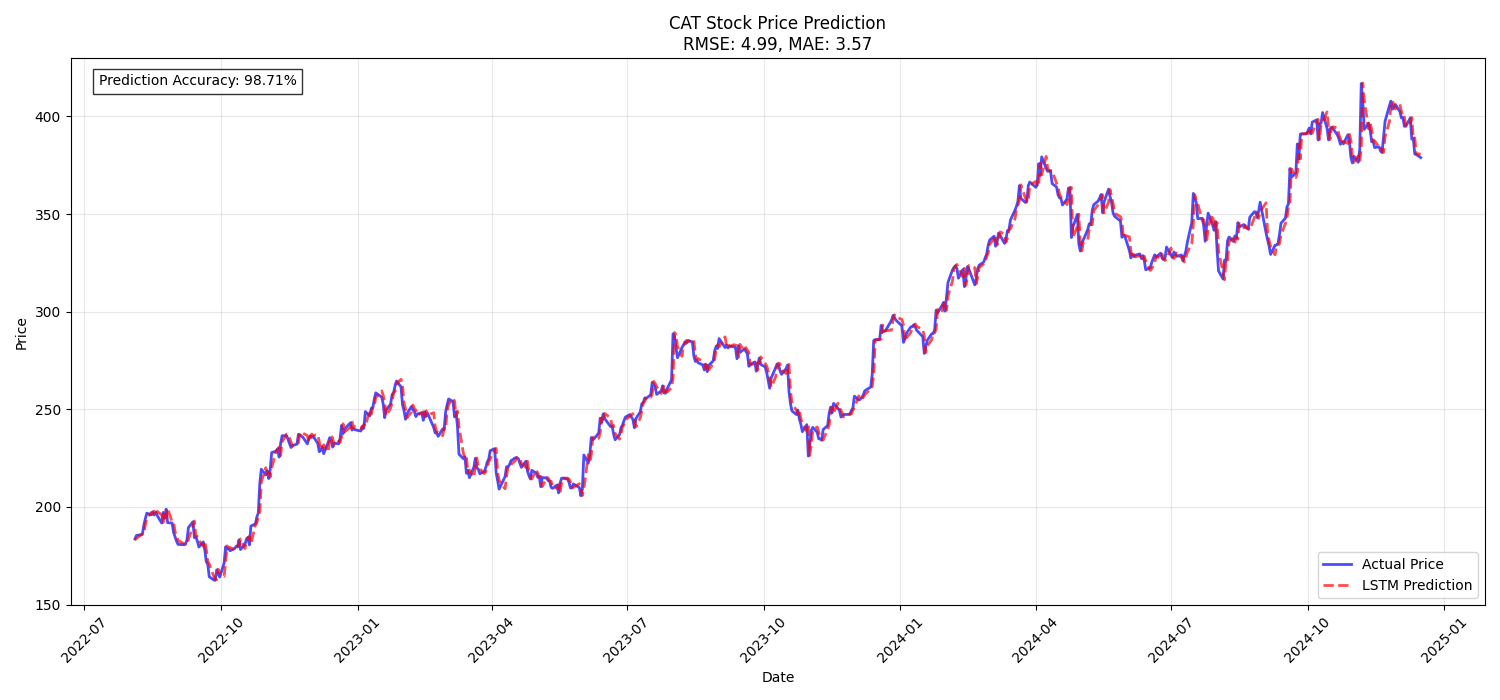 CAT Stock Price Prediction
RMSE: 4.99, MAE: 3.57
Prediction Accuracy: 98.71%
400
350
300
250
200
150
Price
2022-07
2022-10
2023-01
2023-04
2023-07
2023-10
2024-01
2024-04
2024-07
2024-10
2025-01
Date
Actual Price
LSTM Prediction